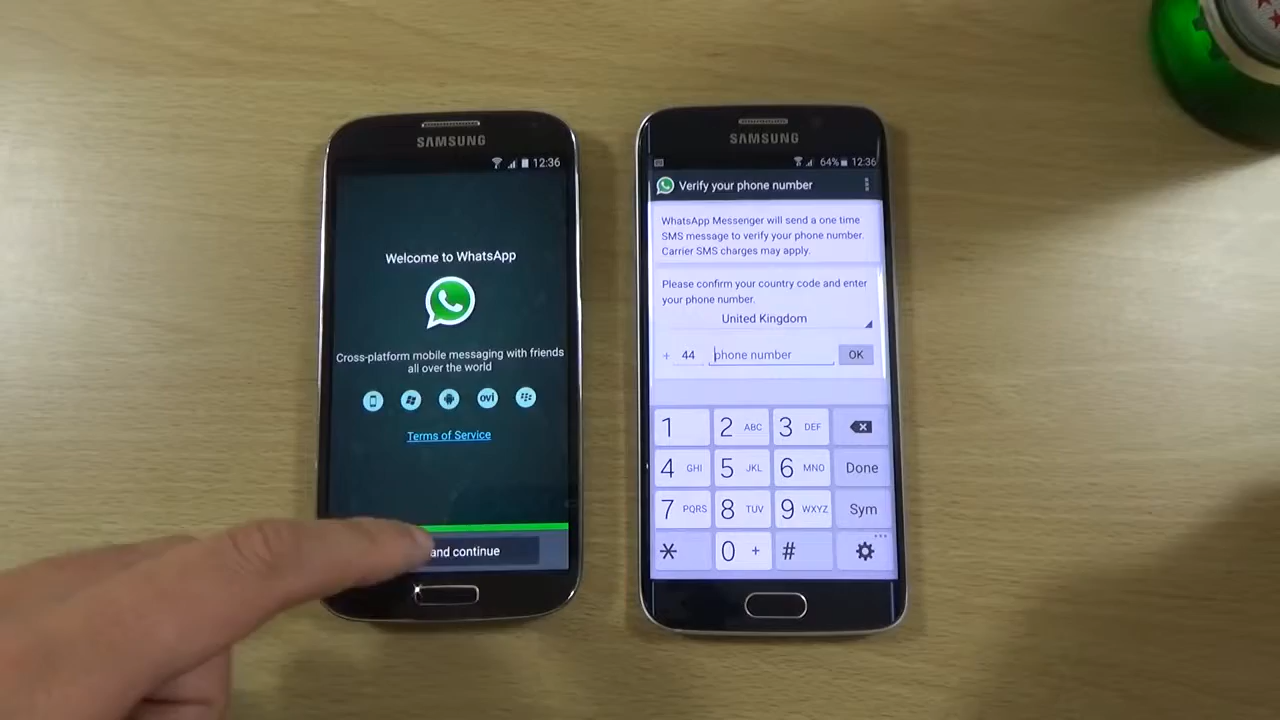 SAMSUNG
12:36
Welcome to WhatsApp
Cross-platform mobile messaging with friends
all over the world
ovi
Terms of Service
and continue
SAMSUNG
64% 12:36
Verify your phone number
WhatsApp Messenger will send a one time
SMS message to verify your phone number.
Carrier SMS charges may apply.
Please confirm your country code and enter
your phone number.
United Kingdom
+ 44 phone number OK
1 2 ABC 3 DEF
4 GHI 5 JKL 6 MNO Done
7 PQRS 8 TUV 9 WXYZ Sym
* 0 + # ...